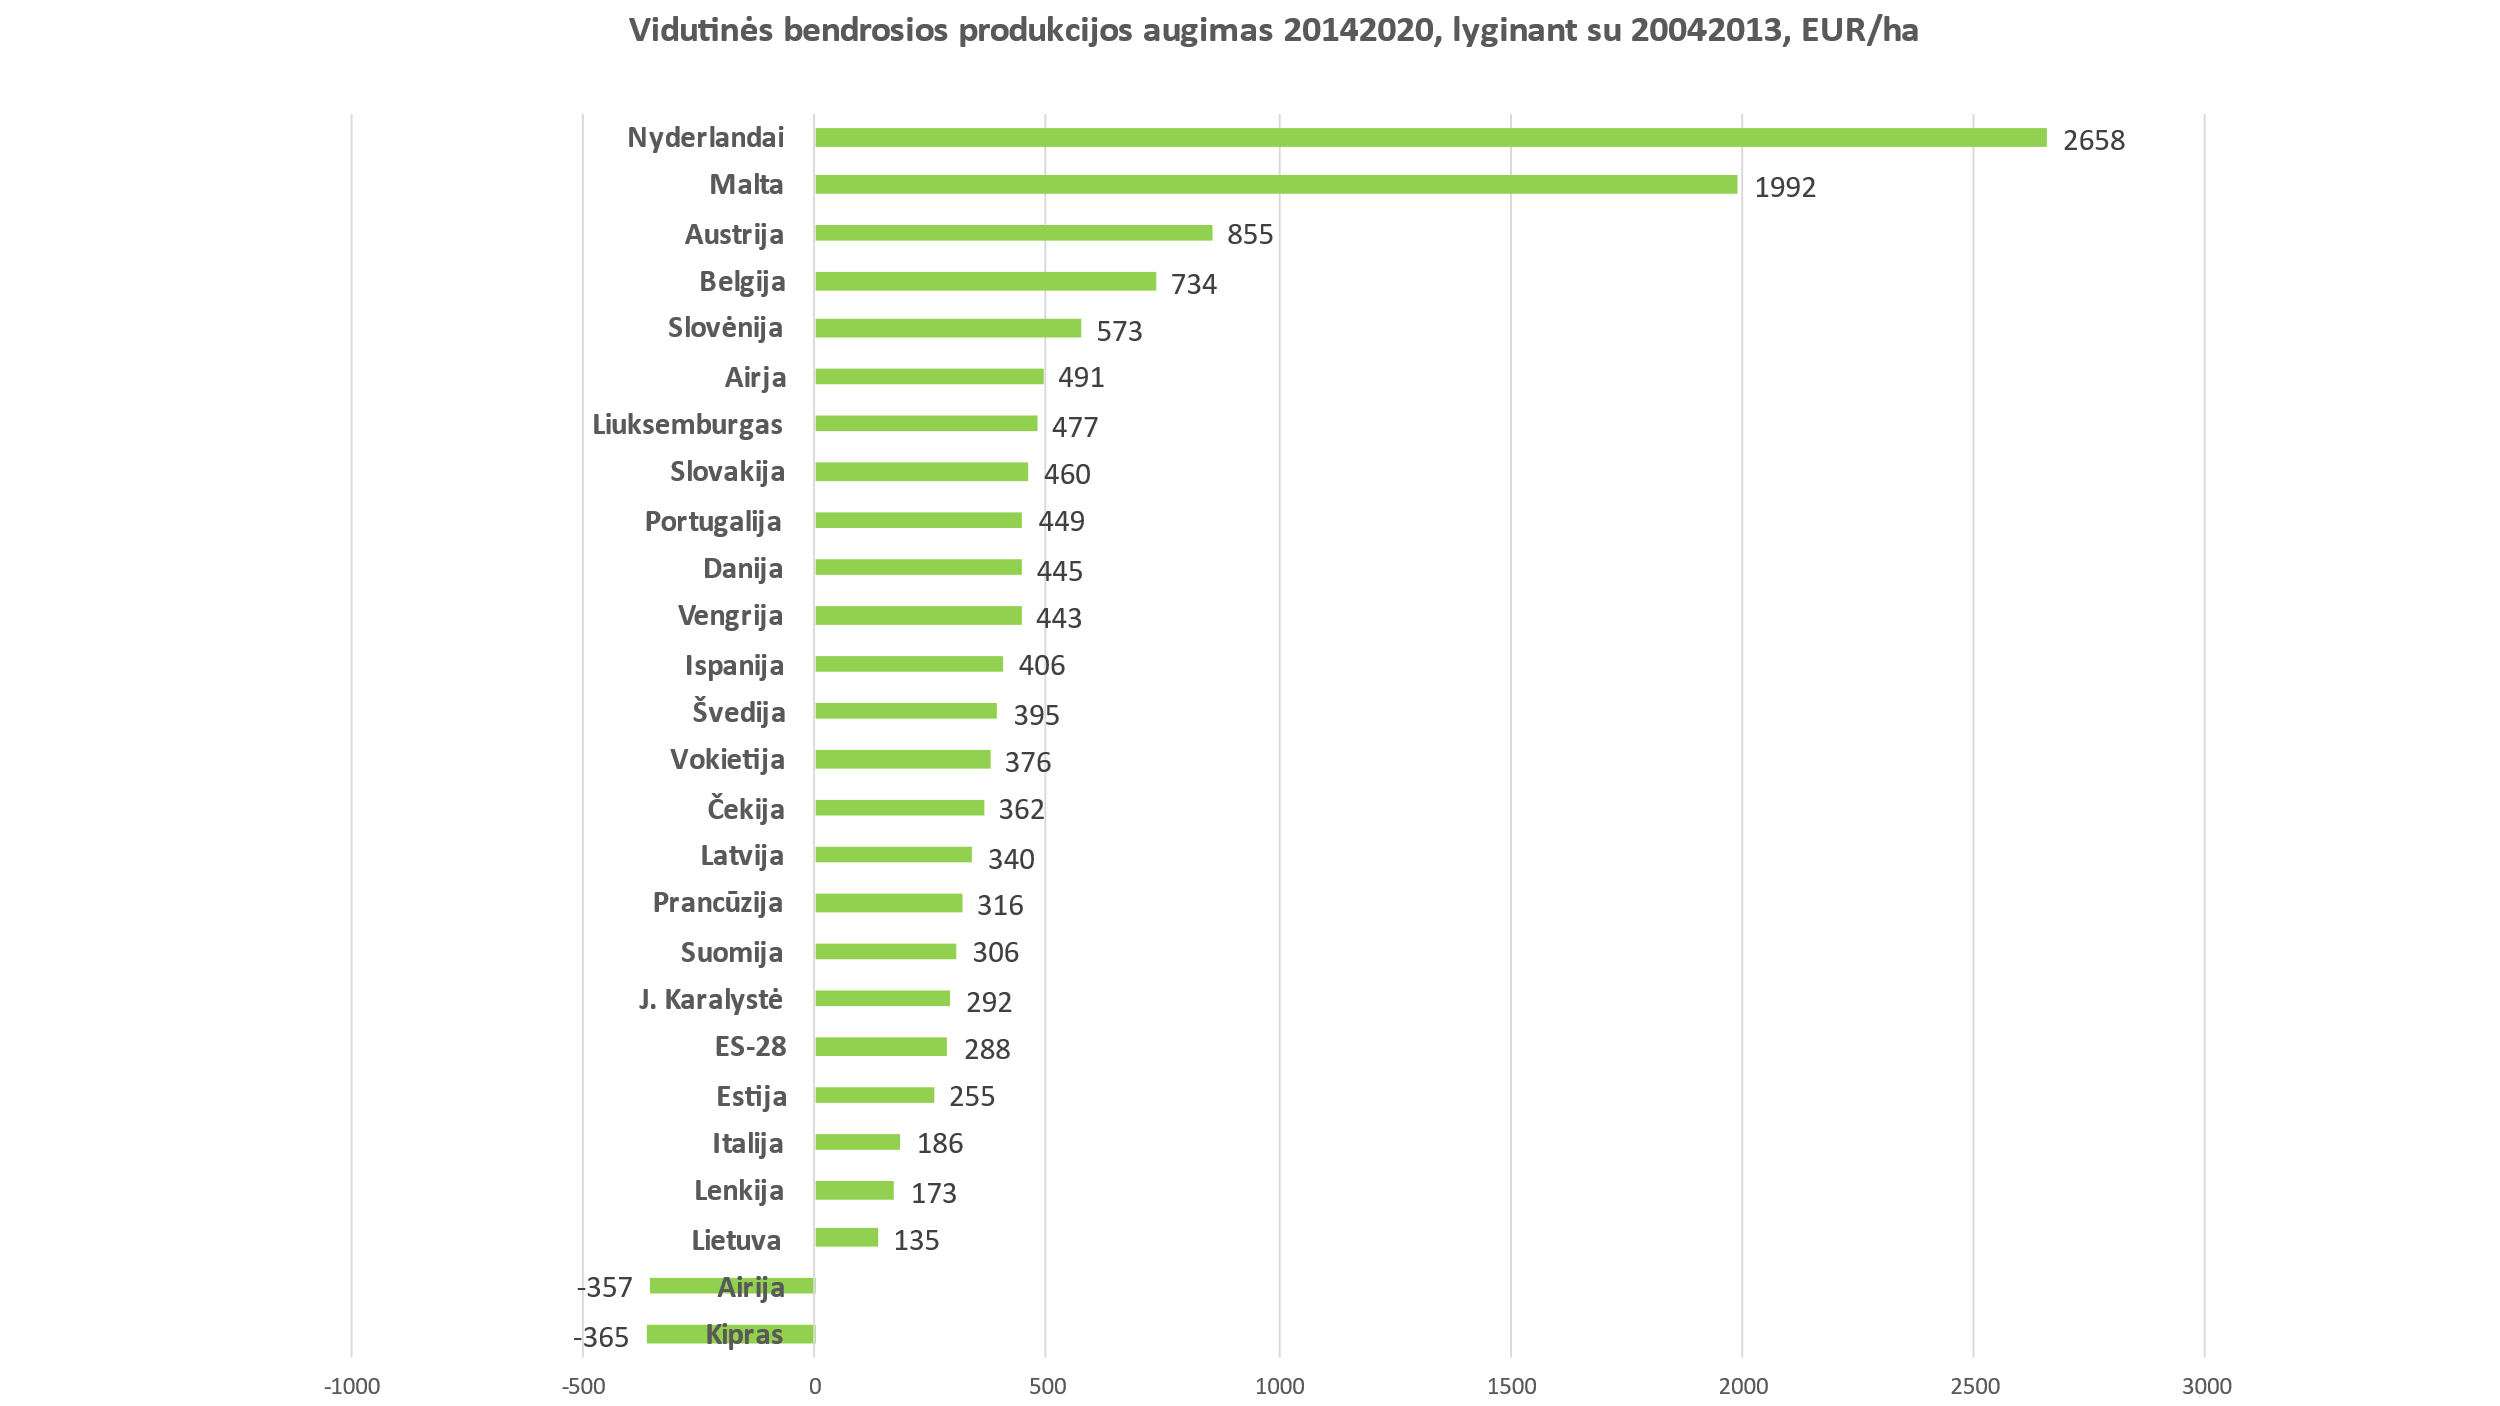 Vidutinės bendrosios produkcijos augimas 20142020, lyginant su 20042013, EUR/ha
Nyderlandai 2658
Malta 1992
Austrija 855
Belgija 734
Slovėnija 573
Airja 491
Liuksemburgas 477
Slovakija 460
Portugalija 449
Danija 445
Vengrija 443
Ispanija 406
Švedija 395
Vokietija 376
Čekija 362
Latvija 340
Prancūzija 316
Suomija 306
J. Karalystė 292
ES-28 288
Estija 255
Italija 186
Lenkija 173
Lietuva 135
-357 Airija
-365 Kipras
-1000 -500 0 500 1000 1500 2000 2500 3000